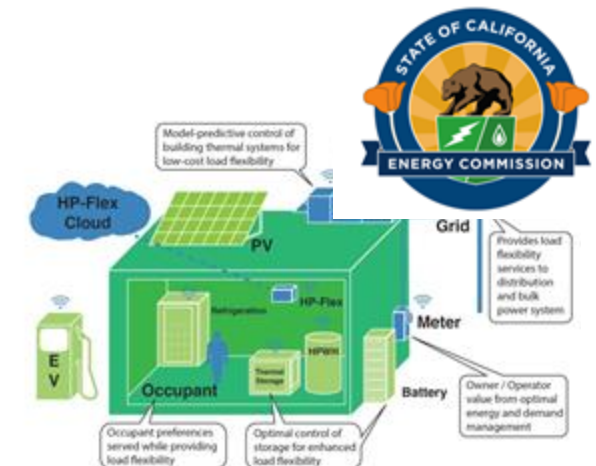 STATE OF CALIFORNIA
ENERGY COMMISSION
Model-predictive control of
building thermal systems for
low-cost load flexibility
HP-Flex
Cloud
PV
Grid
Provides load
flexibility
services to
distribution
and bulk
power system
Refrigeration
HP-Flex
Meter
E
V
HPWH
Thermal
Storage
Occupant
Battery
Owner / Operator
value from optimal
energy and demand
management
Occupant preferences
served while providing
load flexibility
Optimal control of
storage for enhanced
load flexibility